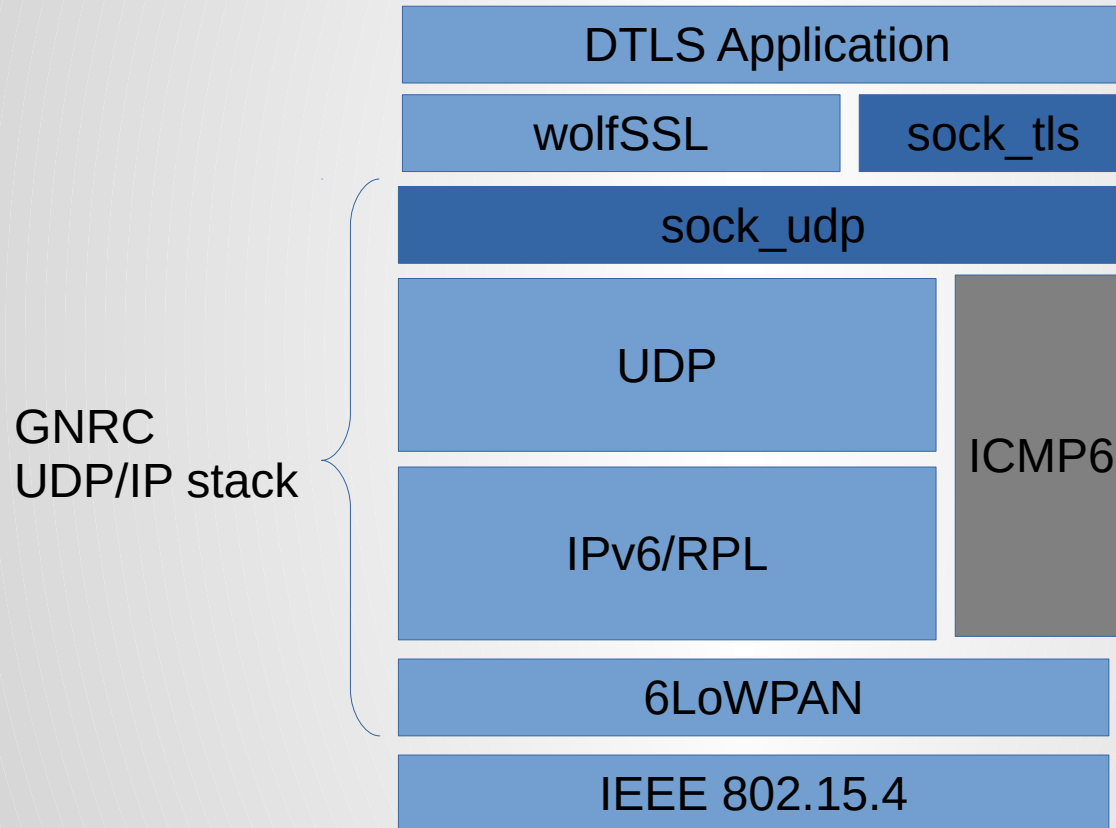 DTLS Application
wolfSSL
sock_tls
sock_udp
UDP
ICMP6
GNRC
UDP/IP stack
IPv6/RPL
6LoWPAN
IEEE 802.15.4